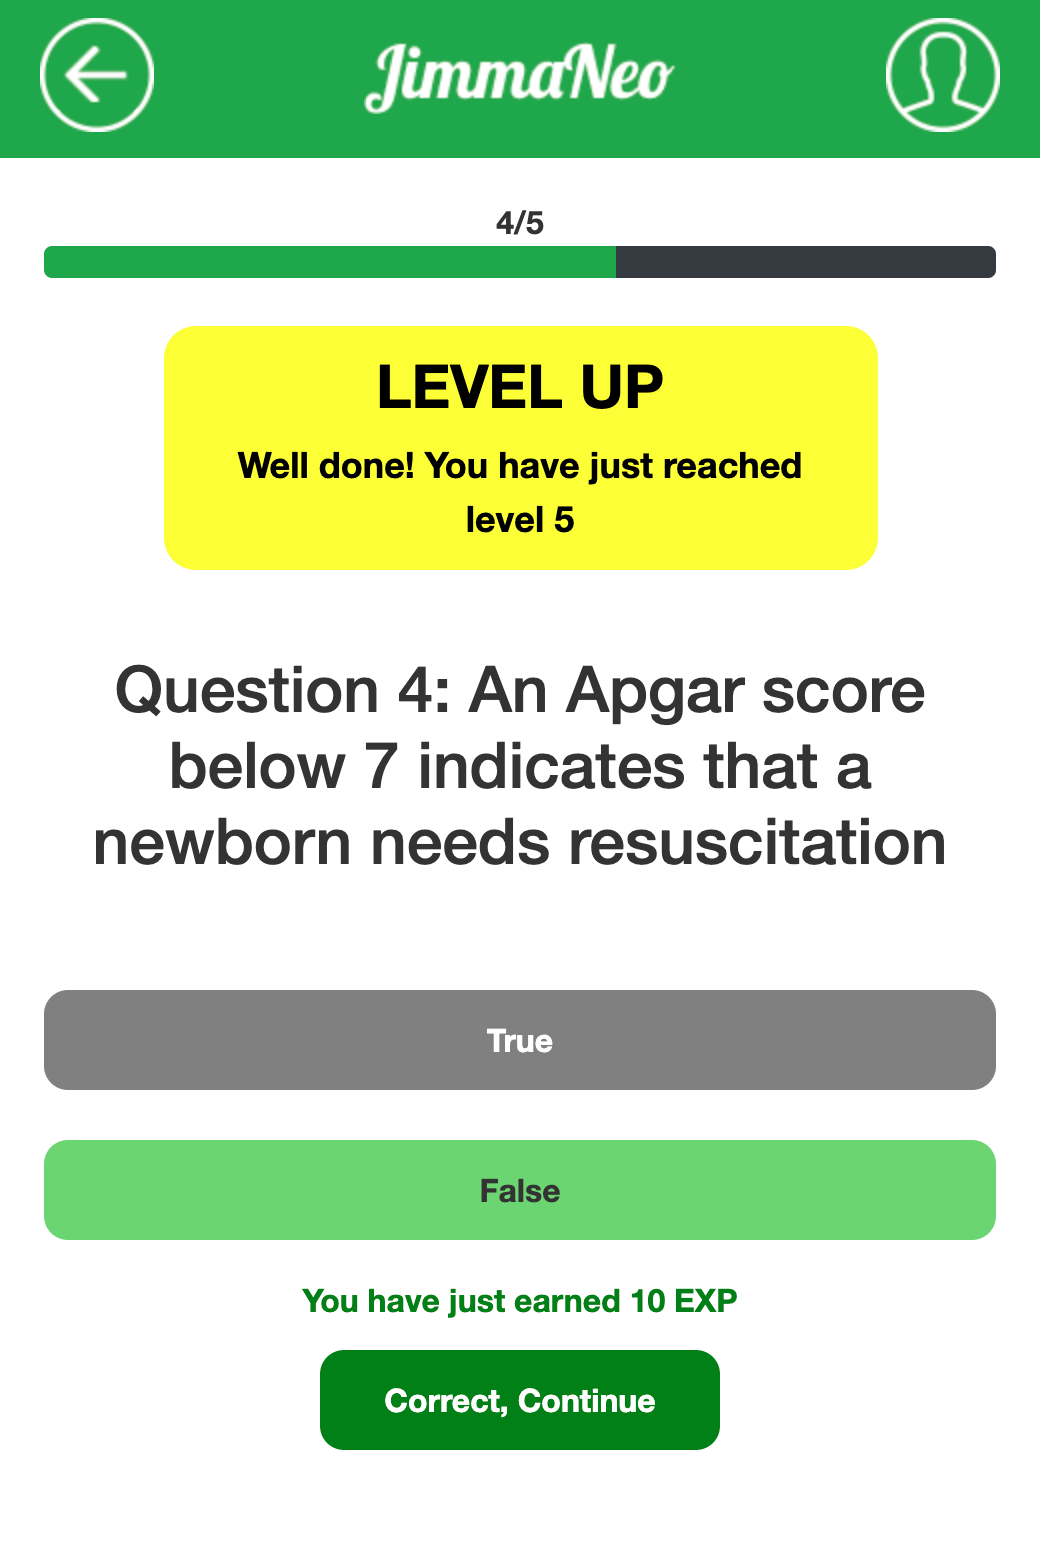 JimmaNeo
4/5
LEVEL UP
Well done! You have just reached
level 5
Question 4: An Apgar score
below 7 indicates that a
newborn needs resuscitation
True
False
You have just earned 10 EXP
Correct, Continue